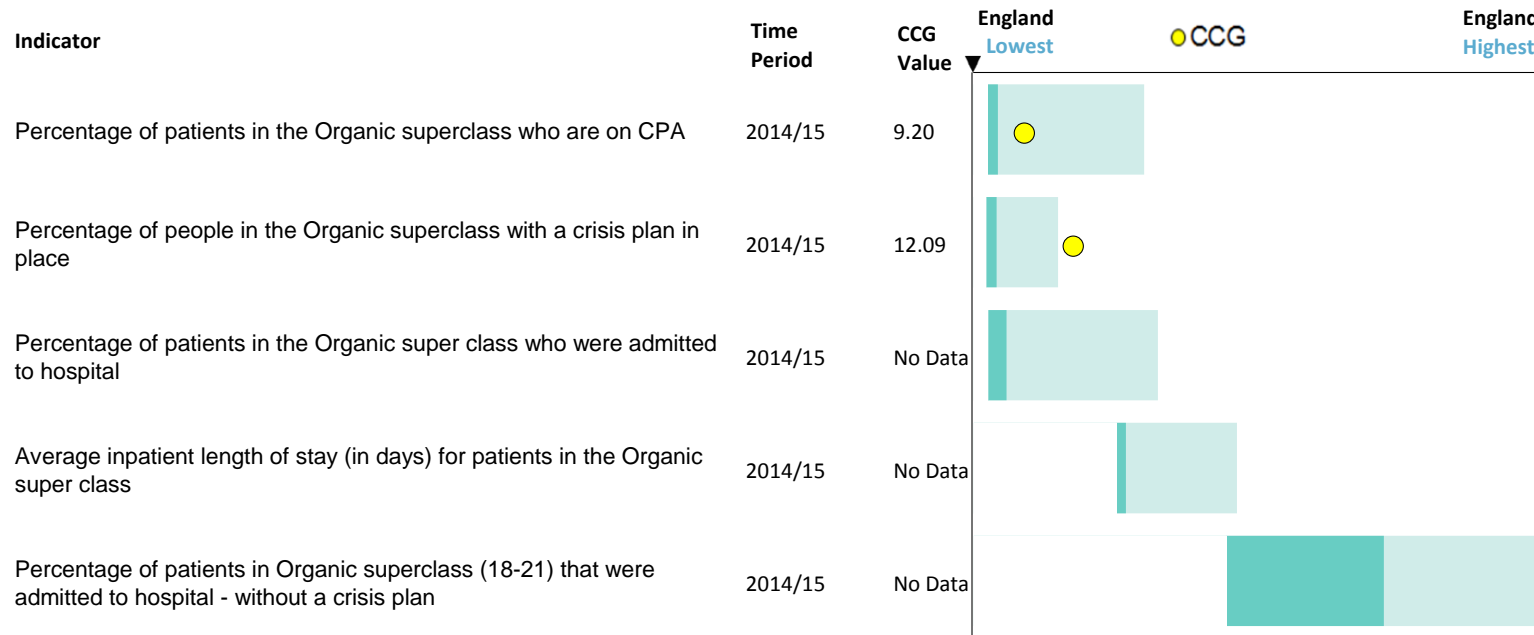 Indicator
Time
Period
CCG
Value
England
Lowest
CCG
England
Highest
Percentage of patients in the Organic superclass who are on CPA 2014/15 9.20
Percentage of people in the Organic superclass with a crisis plan in
place
2014/15 12.09
Percentage of patients in the Organic super class who were admitted
to hospital
2014/15 No Data
Average inpatient length of stay (in days) for patients in the Organic
super class
2014/15 No Data
Percentage of patients in Organic superclass (18-21) that were
admitted to hospital - without a crisis plan
2014/15 No Data